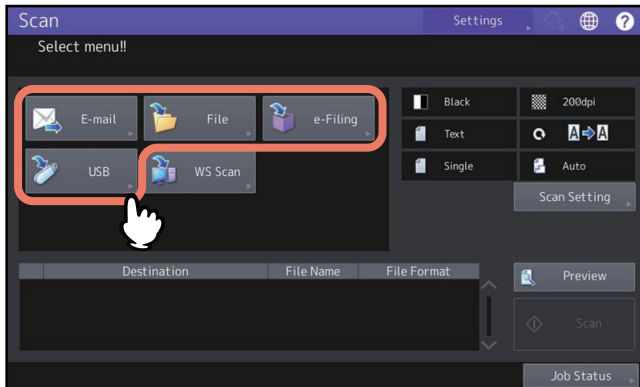 Scan
Settings
?
Select menu!!
E-mail
File
e-Filing
USB
WS Scan
Black
200dpi
Text
A A
Single
Auto
Scan Setting
Destination File Name File Format
Preview
Scan
Job Status